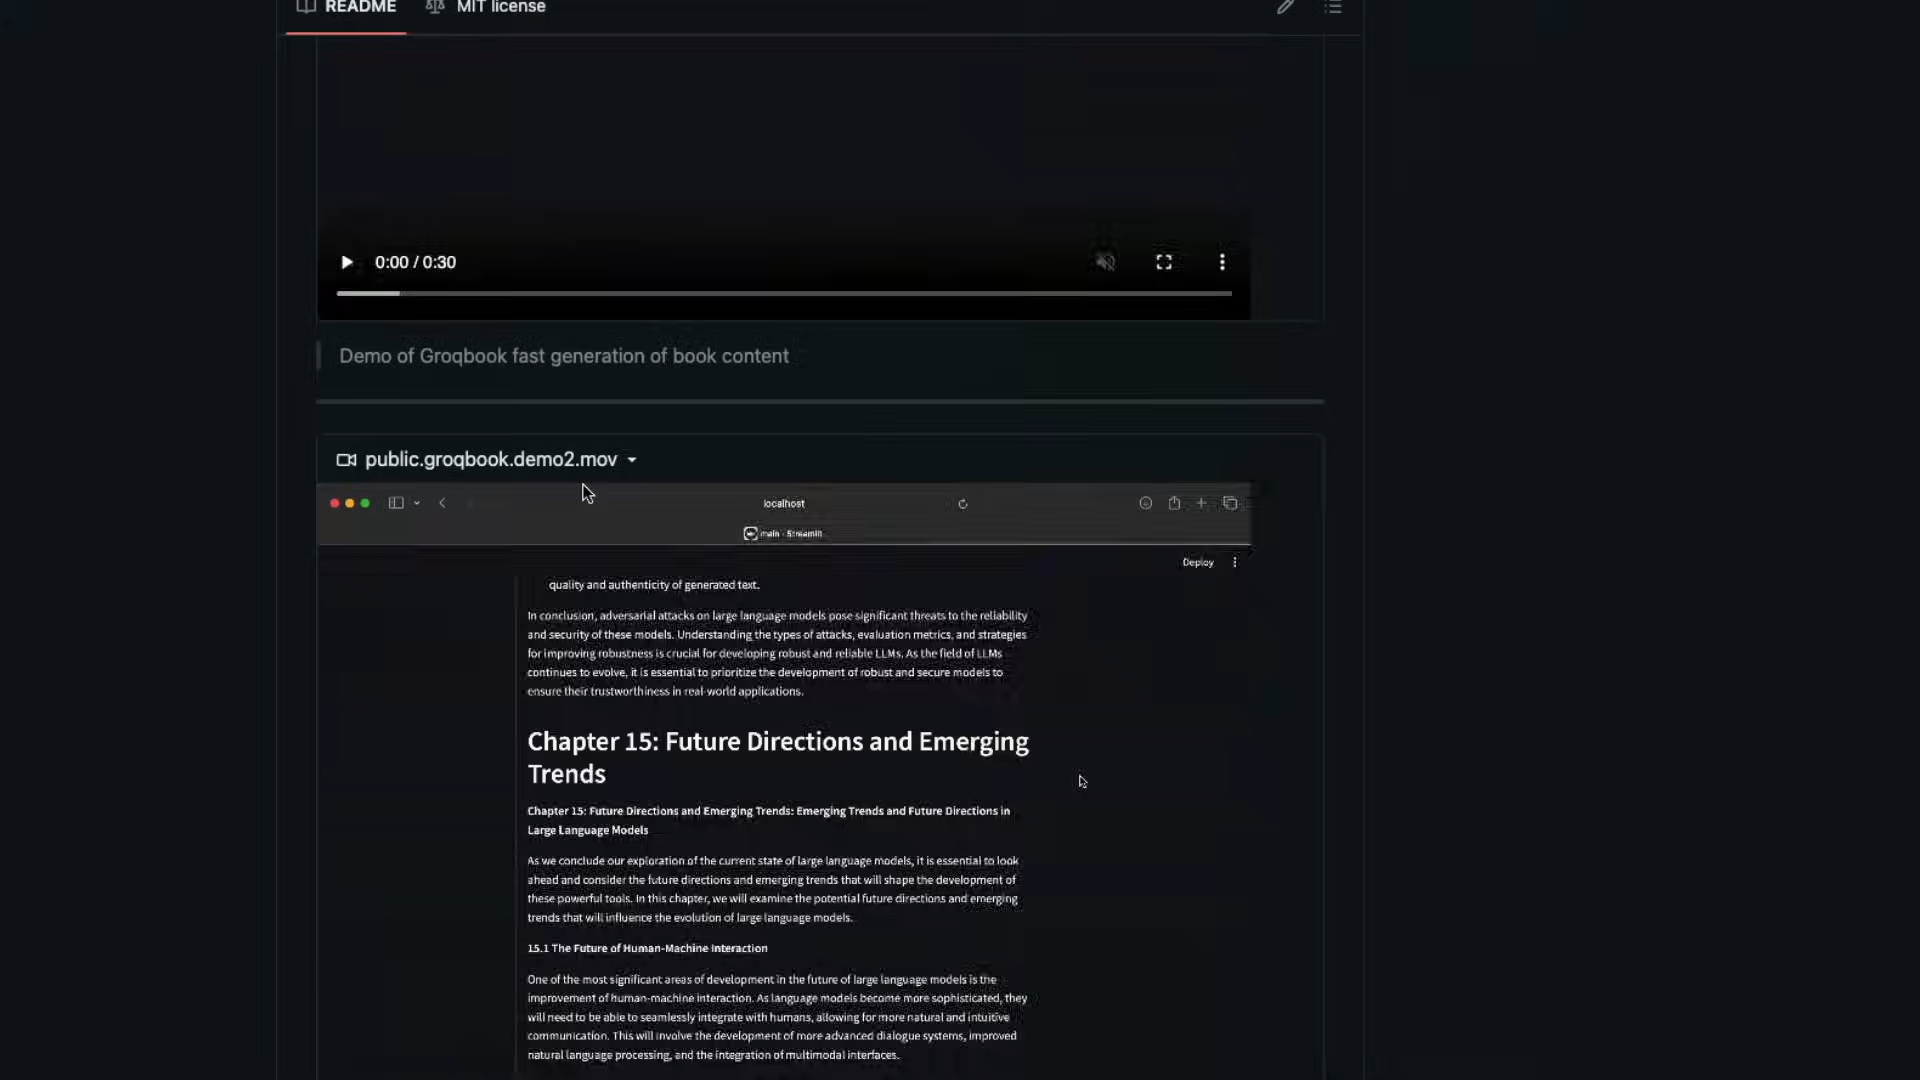 README MIT license
0:00 / 0:30
Demo of Groqbook fast generation of book content
public.groqbook.demo2.mov
localhost
main · Streamlit
Deploy
quality and authenticity of generated text.
In conclusion, adversarial attacks on large language models pose significant threats to the reliability
and security of these models. Understanding the types of attacks, evaluation metrics, and strategies
for improving robustness is crucial for developing robust and reliable LLMs. As the field of LLMs
continues to evolve, it is essential to prioritize the development of robust and secure models to
ensure their trustworthiness in real-world applications.
Chapter 15: Future Directions and Emerging
Trends
Chapter 15: Future Directions and Emerging Trends: Emerging Trends and Future Directions in
Large Language Models
As we conclude our exploration of the current state of large language models, it is essential to look
ahead and consider the future directions and emerging trends that will shape the development of
these powerful tools. In this chapter, we will examine the potential future directions and emerging
trends that will influence the evolution of large language models.
15.1 The Future of Human-Machine Interaction
One of the most significant areas of development in the future of large language models is the
improvement of human-machine interaction. As language models become more sophisticated, they
will need to be able to seamlessly integrate with humans, allowing for more natural and intuitive
communication. This will involve the development of more advanced dialogue systems, improved
natural language processing, and the integration of multimodal interfaces.